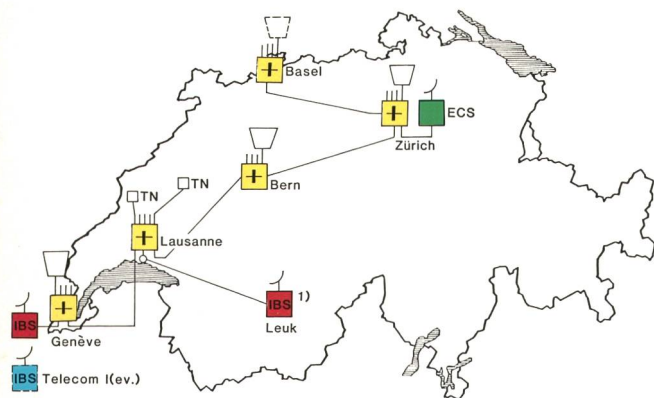 Basel
ECS
Zürich
Bern
TN
TN
Lausanne
IBS 1)
Leuk
IBS
Genève
IBS Telecom I(ev.)